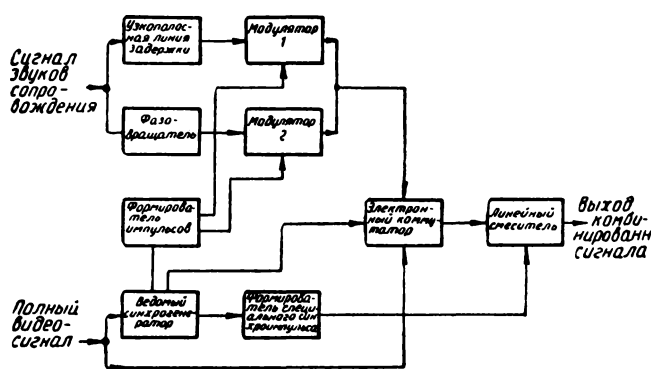 Узкополос-
ная линия
задержки
Модулятор
1
Сигнал
звуков
сопро-
вождения
Фазо-
вращатель
Модулятор
2
Формирова-
тель
импульсов
Электрон-
ный комму-
татор
Линейный
смеситель
Выход
комби-
нированн
сигнала
Полный
видео-
сигнал
Ведомый
синхрогене-
ратор
Формирова-
тель специ-
ального син-
хроимпульса